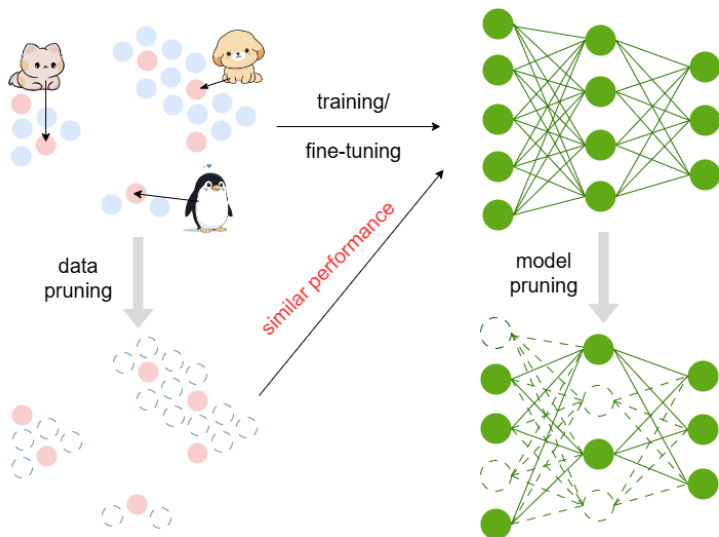 training/
fine-tuning
data
pruning
similar performance
model
pruning